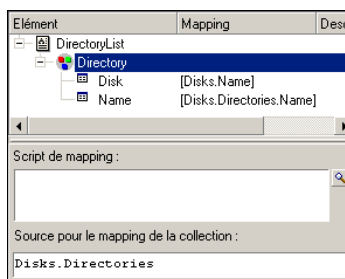 Elément Mapping Desc
DirectoryList
Directory
Disk [Disks.Name]
Name [Disks.Directories.Name]
Script de mapping :
Source pour le mapping de la collection :
Disks.Directories